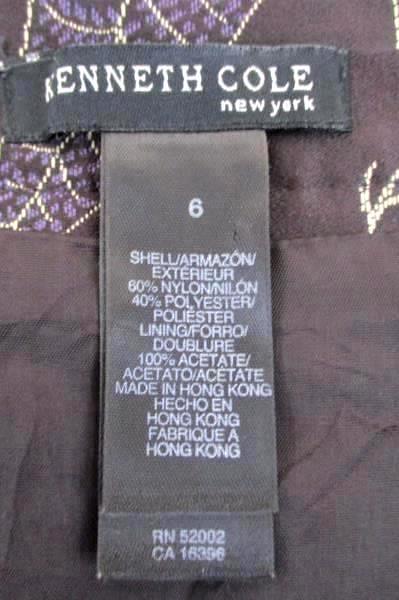 KENNETH COLE
new york
6
SHELL/ARMAZÓN/
EXTÉRIEUR
60% NYLON/NILÓN
40% POLYESTER/
POLIÉSTER
LINING/FORRO/
DOUBLURE
100% ACETATE/
ACETATO/ACÉTATE
MADE IN HONG KONG
HECHO EN
HONG KONG
FABRIQUE A
HONG KONG
RN 52002
CA 16396